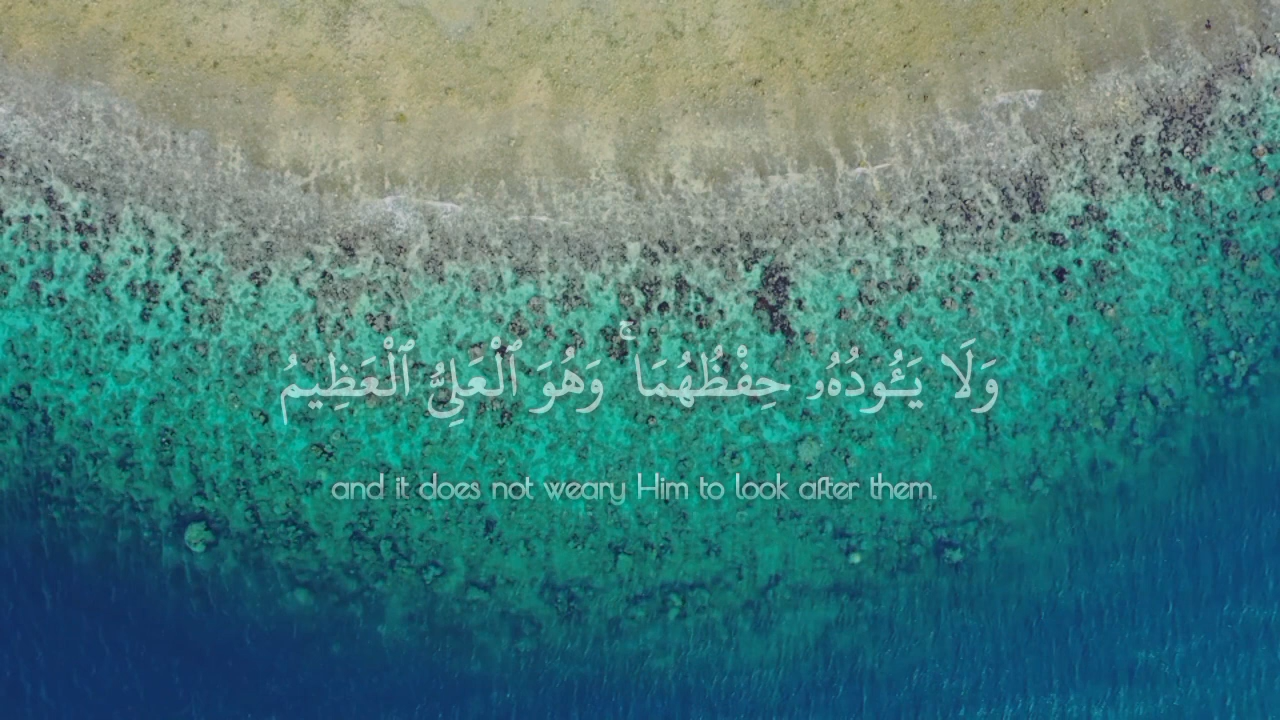 وَلَا يَـُٔودُهُۥ حِفْظُهُمَا ۚ وَهُوَ ٱلْعَلِىُّ ٱلْعَظِيمُ
and it does not weary Him to look after them.